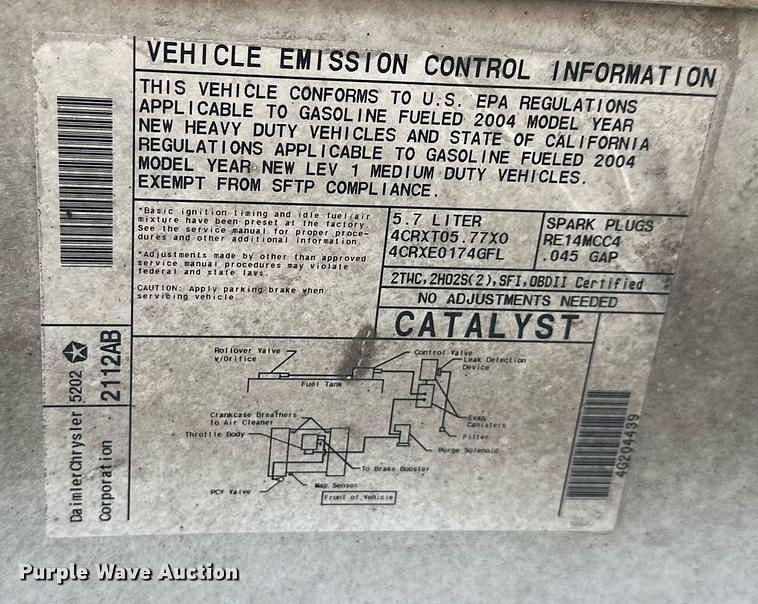 VEHICLE EMISSION CONTROL INFORMATION
THIS VEHICLE CONFORMS TO U.S. EPA REGULATIONS
APPLICABLE TO GASOLINE FUELED 2004 MODEL YEAR
NEW HEAVY DUTY VEHICLES AND STATE OF CALIFORNIA
REGULATIONS APPLICABLE TO GASOLINE FUELED 2004
MODEL YEAR NEW LEV 1 MEDIUM DUTY VEHICLES.
EXEMPT FROM SFTP COMPLIANCE.
*Basic ignition timing and idle fuel/air
mixture have been preset at the factory.
See the service manual for proper proce-
dures and other additional information.
*Adjustments made by other than approved
service manual procedures may violate
federal and state laws.
CAUTION: Apply parking brake when
servicing vehicle.
5.7 LITER
4CRXT05.77X0
4CRXE0174GFL
SPARK PLUGS
RE14MCC4
.045 GAP
2TWC,2HO2S(2),SFI,OBDII Certified
NO ADJUSTMENTS NEEDED
CATALYST
Rollover Valve
w/Orifice
Fuel Tank
Control Valve
Leak Detection
Device
Crankcase Breathers
to Air Cleaner
Throttle Body
Evap
Canisters
Filter
Purge Solenoid
To Brake Booster
Map Sensor
PCV Valve
Front of Vehicle
DaimlerChrysler
Corporation
5202
2112AB
4G204439
Purple Wave Auction